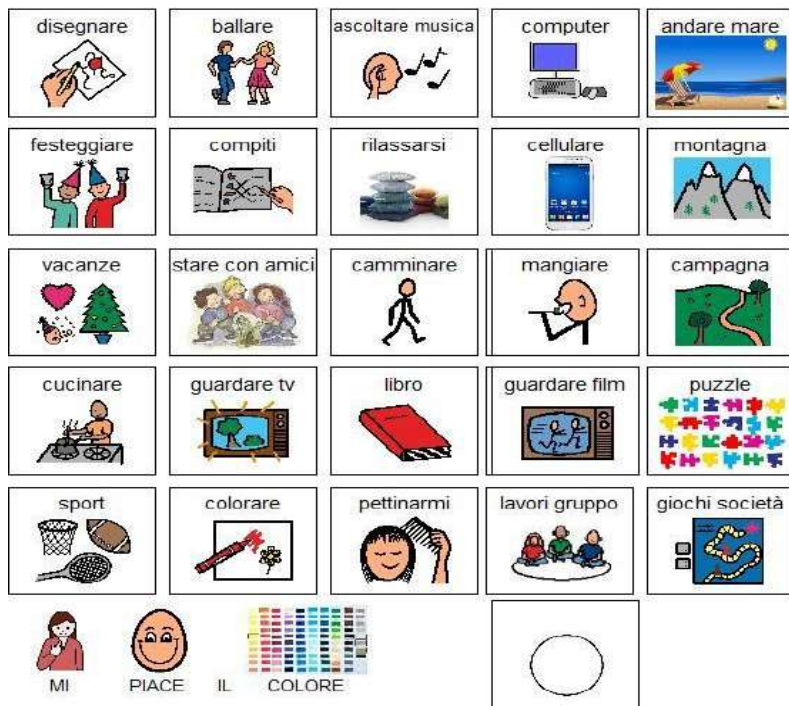 disegnare ballare ascoltare musica computer andare mare
festeggiare compiti rilassarsi cellulare montagna
vacanze stare con amici camminare mangiare campagna
cucinare guardare tv libro guardare film puzzle
sport colorare pettinarmi lavori gruppo giochi società
MI PIACE IL COLORE